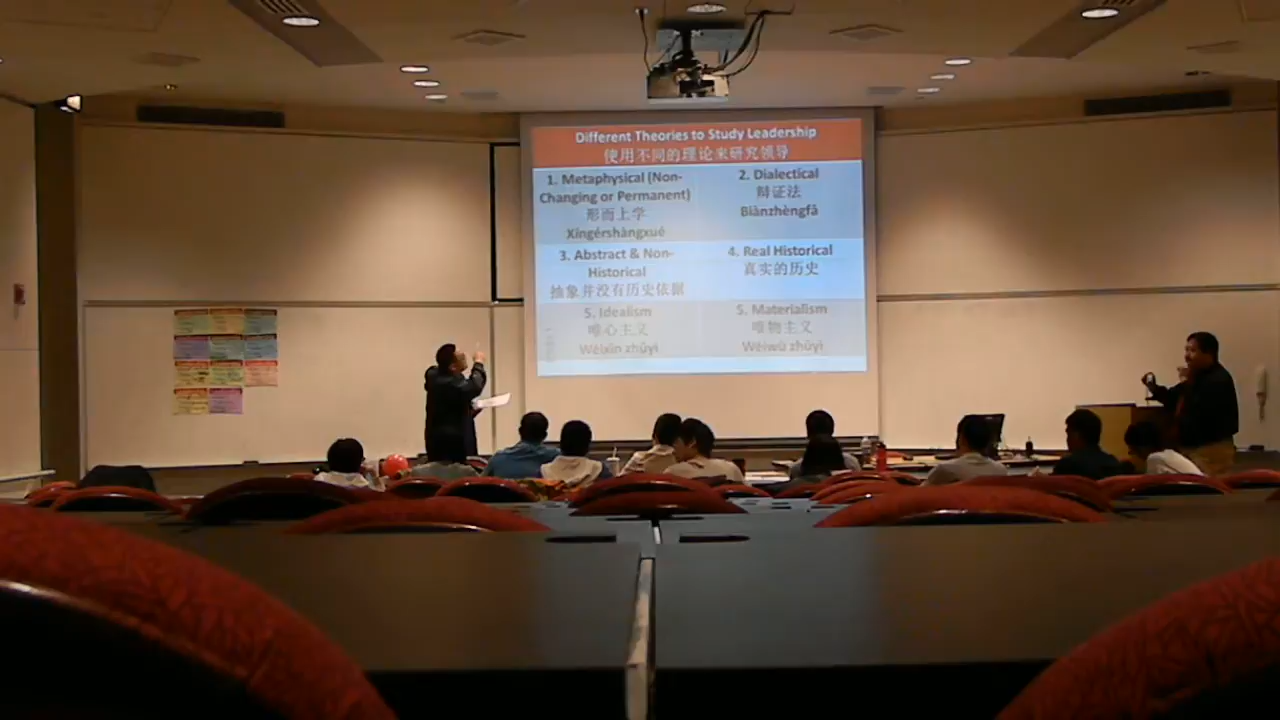 Different Theories to Study Leadership
使用不同的理论来研究领导
1. Metaphysical (Non-
Changing or Permanent)
形而上学
Xíngérshàngxué
2. Dialectical
辩证法
Biànzhèngfǎ
3. Abstract & Non-
Historical
抽象并没有历史依据
4. Real Historical
真实的历史
5. Idealism
唯心主义
Wéixīn zhǔyì
5. Materialism
唯物主义
Wéiwù zhǔyì